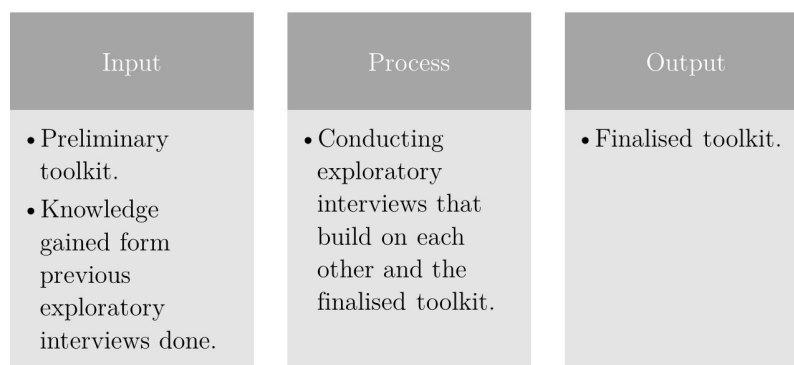 Input
• Preliminary
toolkit.
• Knowledge
gained form
previous
exploratory
interviews done.
Process
• Conducting
exploratory
interviews that
build on each
other and the
finalised toolkit.
Output
• Finalised toolkit.